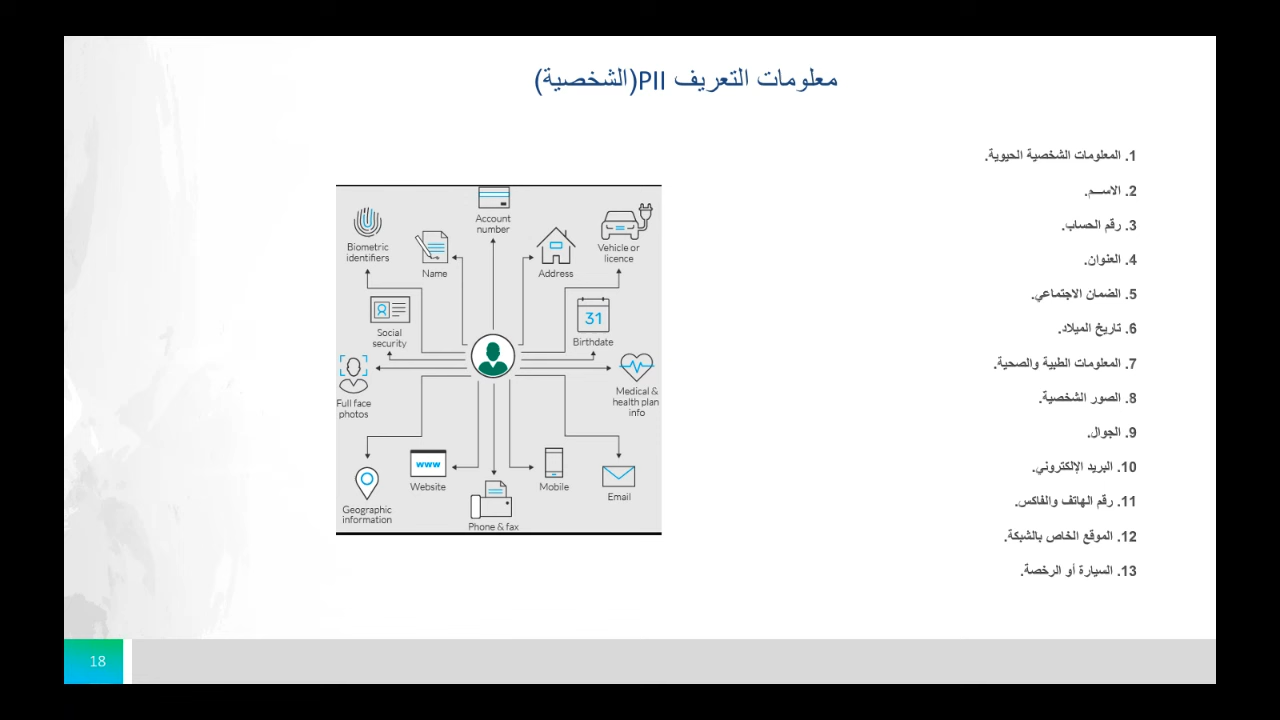 معلومات التعريف PII(الشخصية)
1. المعلومات الشخصية الحيوية.
2. الاســم.
3. رقم الحساب.
4. العنوان.
5. الضمان الاجتماعي.
6. تاريخ الميلاد.
7. المعلومات الطبية والصحية.
8. الصور الشخصية.
9. الجوال.
10. البريد الإلكتروني.
11. رقم الهاتف والفاكس.
12. الموقع الخاص بالشبكة.
13. السيارة أو الرخصة.
Account
number
Biometric
identifiers
Name
Address
Vehicle or
licence
Social
security
31
Birthdate
Full face
photos
Medical &
health plan
info
Geographic
information
www
Website
Phone & fax
Mobile
Email
18